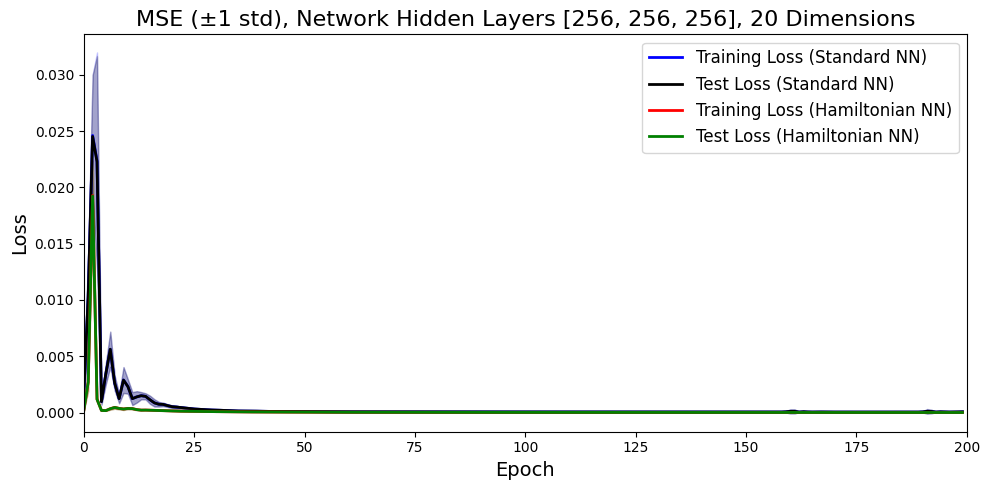 MSE (±1 std), Network Hidden Layers [256, 256, 256], 20 Dimensions
Training Loss (Standard NN)
Test Loss (Standard NN)
Training Loss (Hamiltonian NN)
Test Loss (Hamiltonian NN)
Loss
0.030
0.025
0.020
0.015
0.010
0.005
0.000
0 25 50 75 100 125 150 175 200
Epoch